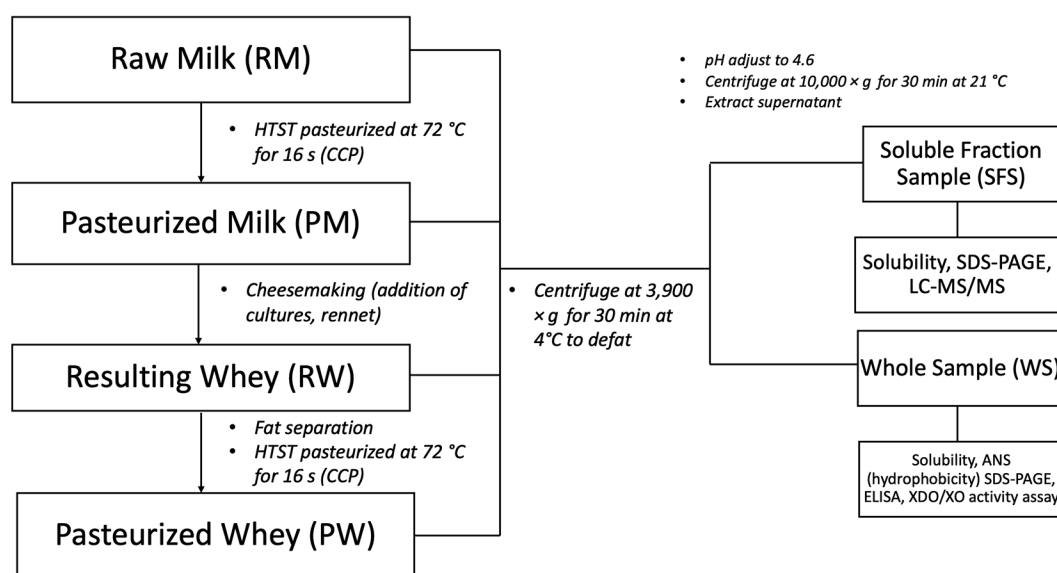 Raw Milk (RM)
• HTST pasteurized at 72 °C
for 16 s (CCP)
Pasteurized Milk (PM)
• Cheesemaking (addition of
cultures, rennet)
Resulting Whey (RW)
• Fat separation
• HTST pasteurized at 72 °C
for 16 s (CCP)
Pasteurized Whey (PW)
• Centrifuge at 3,900
× g for 30 min at
4°C to defat
• pH adjust to 4.6
• Centrifuge at 10,000 × g for 30 min at 21 °C
• Extract supernatant
Soluble Fraction
Sample (SFS)
Solubility, SDS-PAGE,
LC-MS/MS
Whole Sample (WS)
Solubility, ANS
(hydrophobicity) SDS-PAGE,
ELISA, XDO/XO activity assay